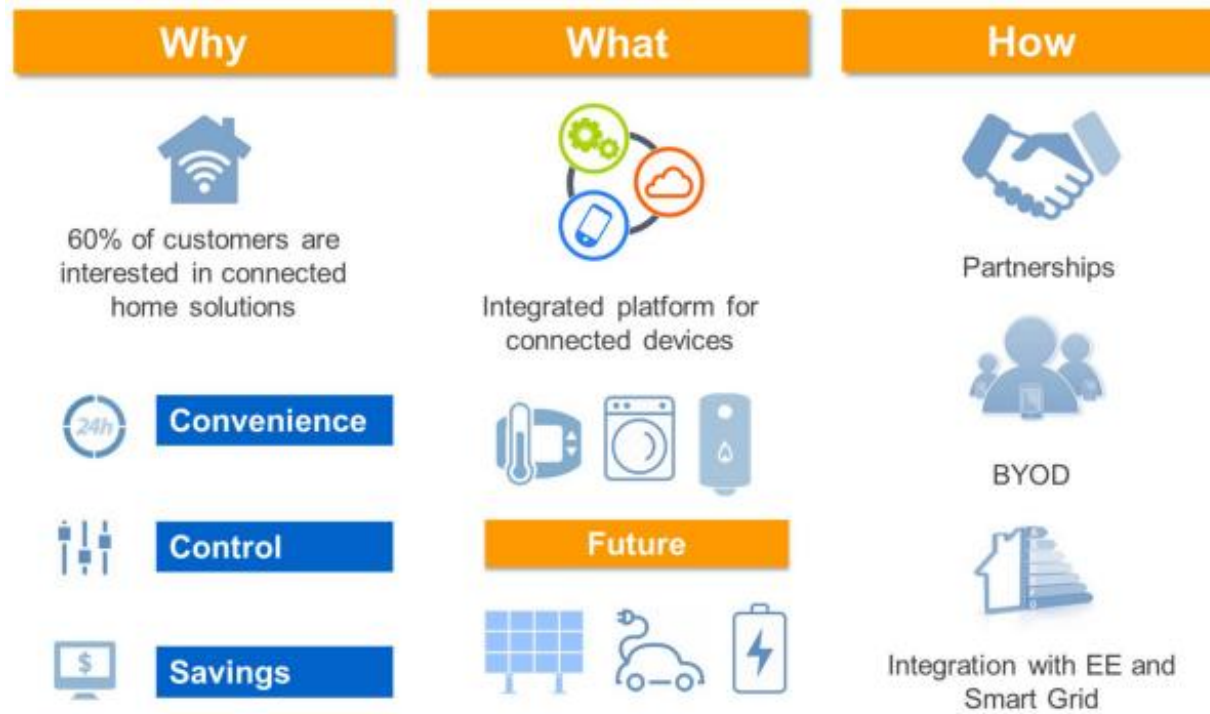 Why
60% of customers are
interested in connected
home solutions
24h
Convenience
Control
$
Savings
What
Integrated platform for
connected devices
Future
How
Partnerships
BYOD
Integration with EE and
Smart Grid